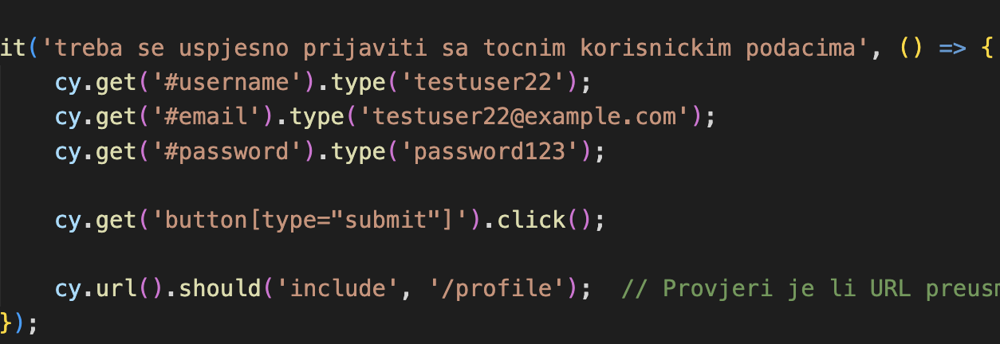 it('treba se uspjesno prijaviti sa tocnim korisnickim podacima', () => {
cy.get('#username').type('testuser22');
cy.get('#email').type('testuser22@example.com');
cy.get('#password').type('password123');
cy.get('button[type="submit"]').click();
cy.url().should('include', '/profile'); // Provjeri je li URL
});